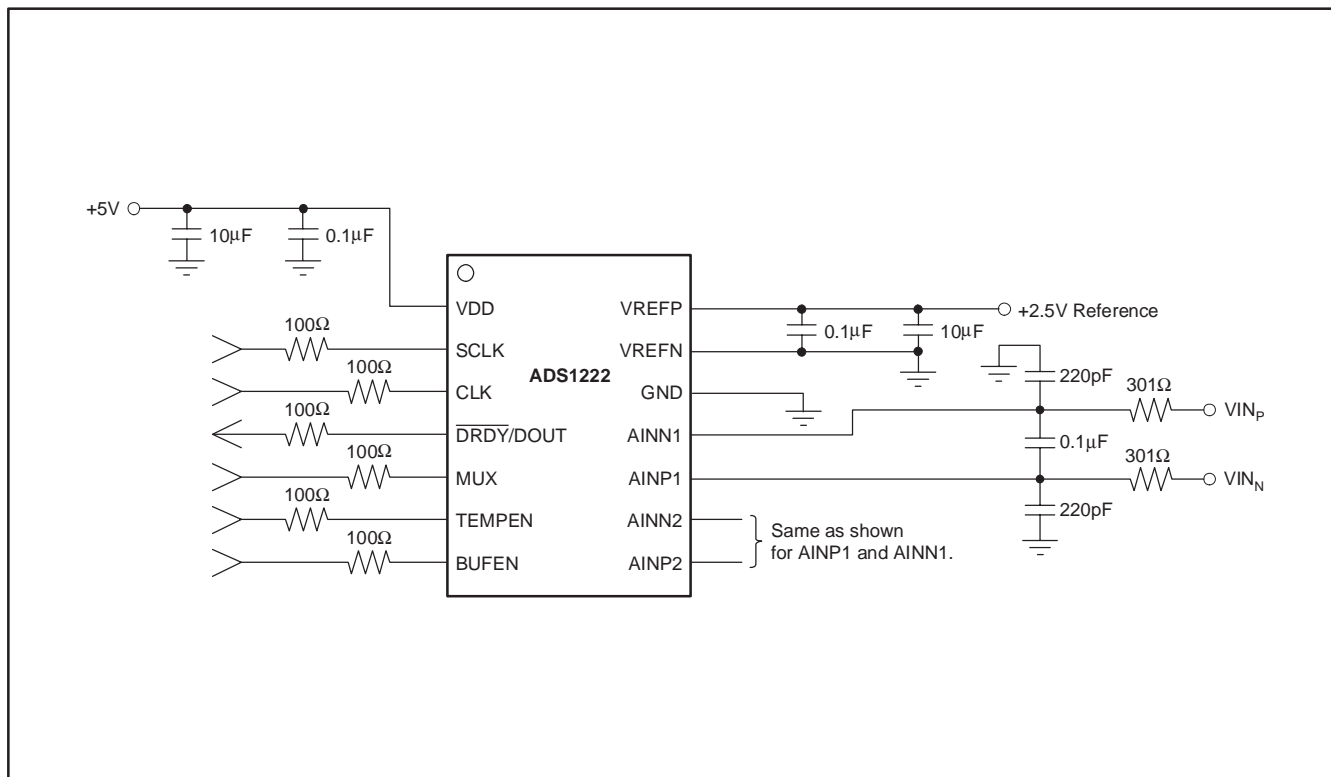 +5V
10μF
0.1μF
VDD
VREFP
+2.5V Reference
100Ω
SCLK
0.1μF
10μF
VREFN
ADS1222
100Ω
CLK
GND
220pF
301Ω
VINP
100Ω
DRDY/DOUT
AINN1
0.1μF
100Ω
MUX
AINP1
301Ω
VINN
220pF
100Ω
TEMPEN
AINN2
Same as shown
for AINP1 and AINN1.
100Ω
BUFEN
AINP2